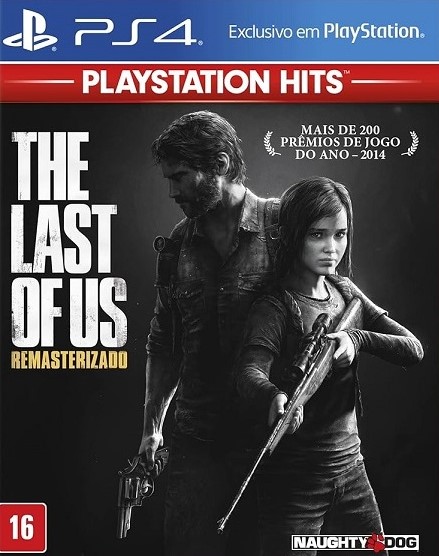 PS4 Exclusivo em PlayStation®
PLAYSTATION HITS™
MAIS DE 200
PRÊMIOS DE JOGO
DO ANO – 2014
THE
LAST
OF US
REMASTERIZADO
16
NAUGHTY DOG